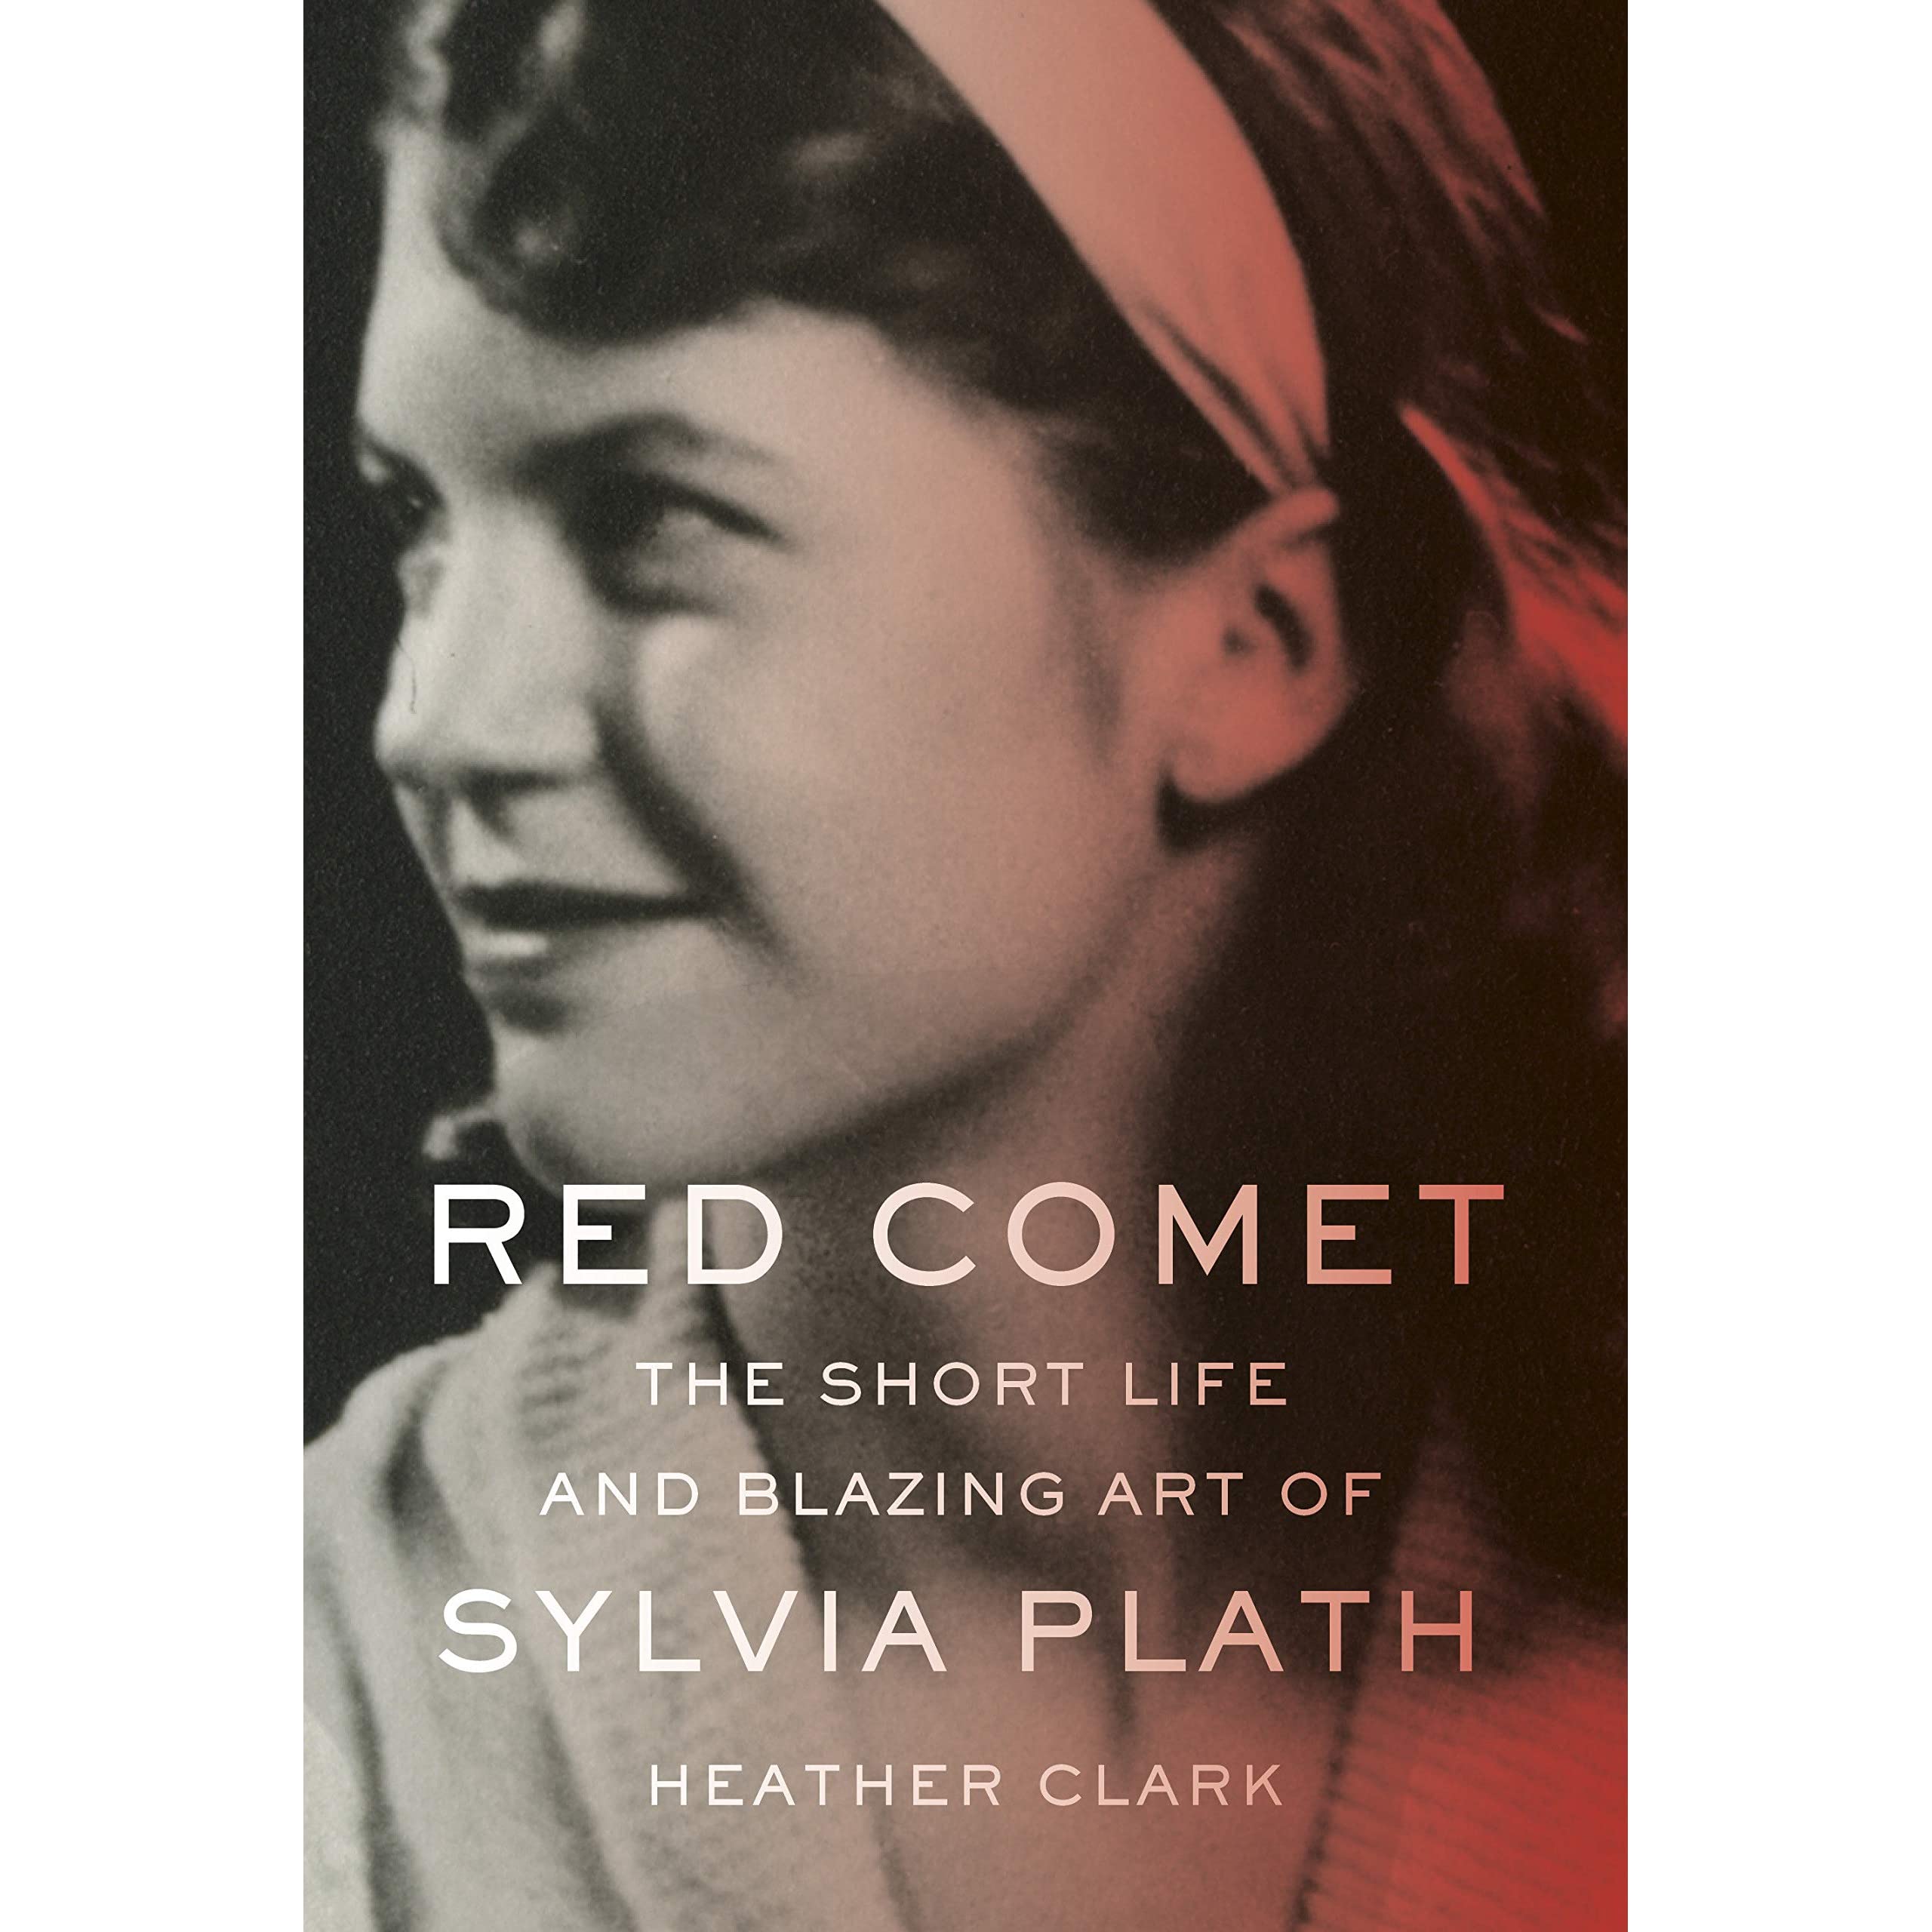 RED COMET
THE SHORT LIFE
AND BLAZING ART OF
SYLVIA PLATH
HEATHER CLARK